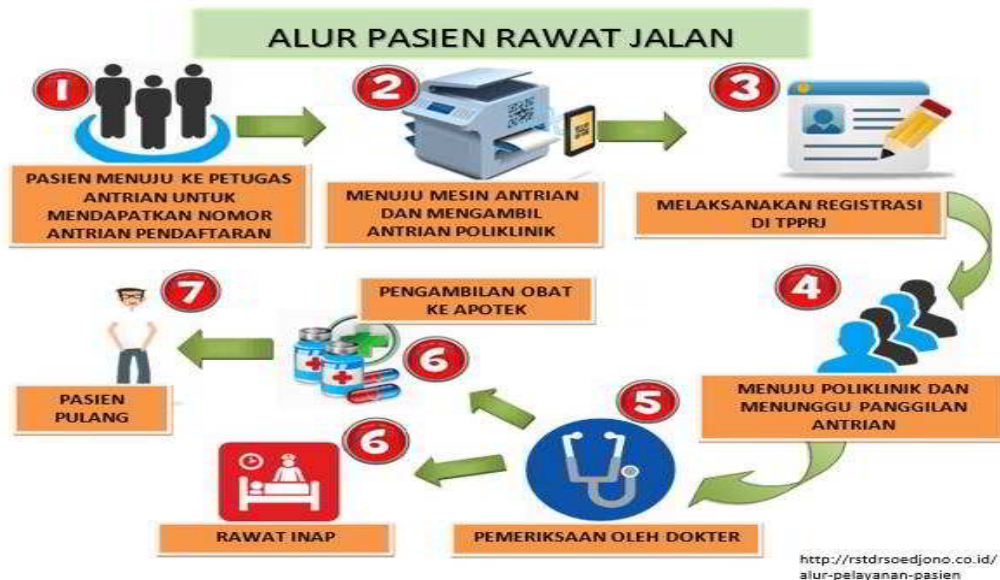 ALUR PASIEN RAWAT JALAN
1
PASIEN MENUJU KE PETUGAS
ANTRIAN UNTUK
MENDAPATKAN NOMOR
ANTRIAN PENDAFTARAN
2
MENUJU MESIN ANTRIAN
DAN MENGAMBIL
ANTRIAN POLIKLINIK
3
MELAKSANAKAN REGISTRASI
DI TPPRJ
4
MENUJU POLIKLINIK DAN
MENUNGGU PANGGILAN
ANTRIAN
5
PEMERIKSAAN OLEH DOKTER
6
PENGAMBILAN OBAT
KE APOTEK
6
RAWAT INAP
7
PASIEN
PULANG
http://rstdrsoedjono.co.id/
alur-pelayanan-pasien